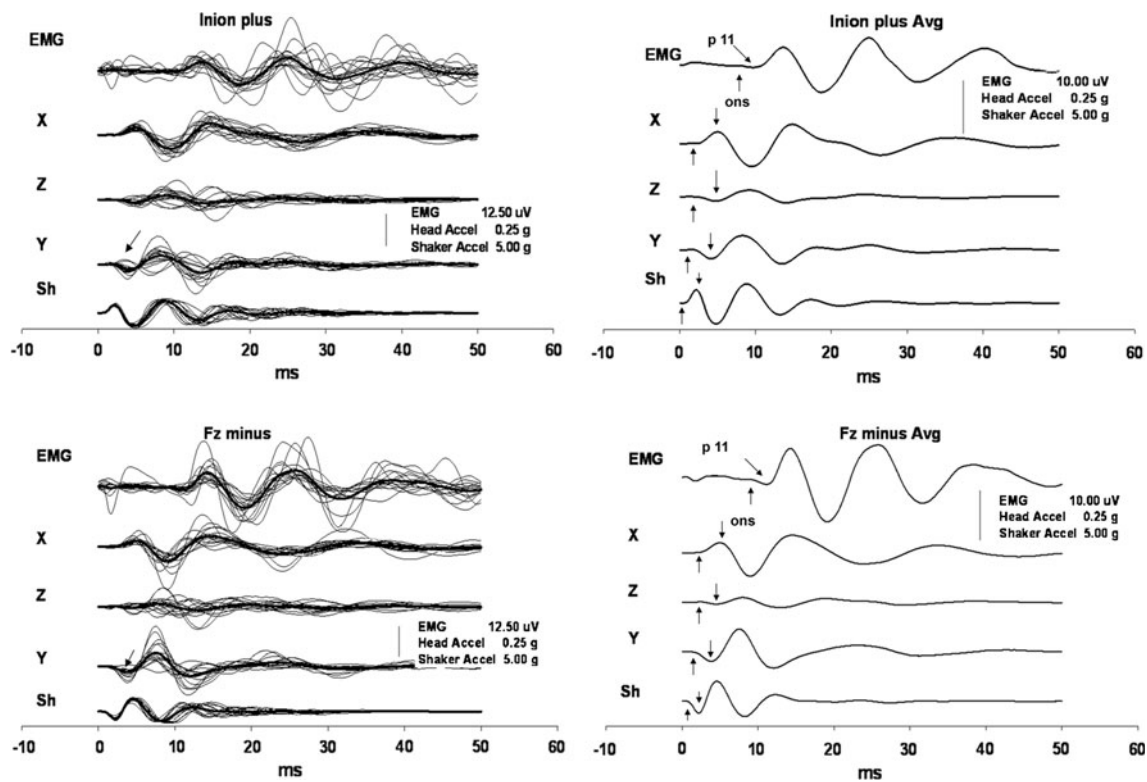 Inion plus
EMG
X
Z
EMG 12.50 uV
Head Accel 0.25 g
Shaker Accel 5.00 g
Y
Sh
-10 0 10 20 30 40 50 60
ms
Inion plus Avg
p 11
EMG
EMG 10.00 uV
Head Accel 0.25 g
Shaker Accel 5.00 g
ons
X
Z
Y
Sh
-10 0 10 20 30 40 50 60
ms
Fz minus
EMG
X
Z
EMG 12.50 uV
Head Accel 0.25 g
Shaker Accel 5.00 g
Y
Sh
-10 0 10 20 30 40 50 60
ms
Fz minus Avg
p 11
EMG
EMG 10.00 uV
Head Accel 0.25 g
Shaker Accel 5.00 g
ons
X
Z
Y
Sh
-10 0 10 20 30 40 50 60
ms